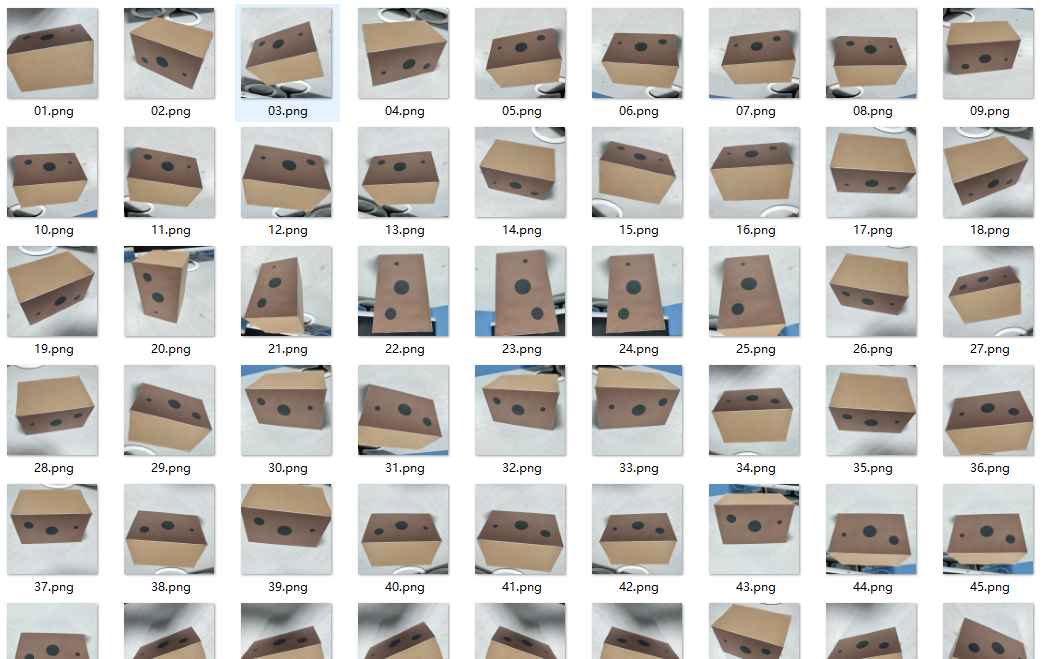 01.png 02.png 03.png 04.png 05.png 06.png 07.png 08.png 09.png
10.png 11.png 12.png 13.png 14.png 15.png 16.png 17.png 18.png
19.png 20.png 21.png 22.png 23.png 24.png 25.png 26.png 27.png
28.png 29.png 30.png 31.png 32.png 33.png 34.png 35.png 36.png
37.png 38.png 39.png 40.png 41.png 42.png 43.png 44.png 45.png